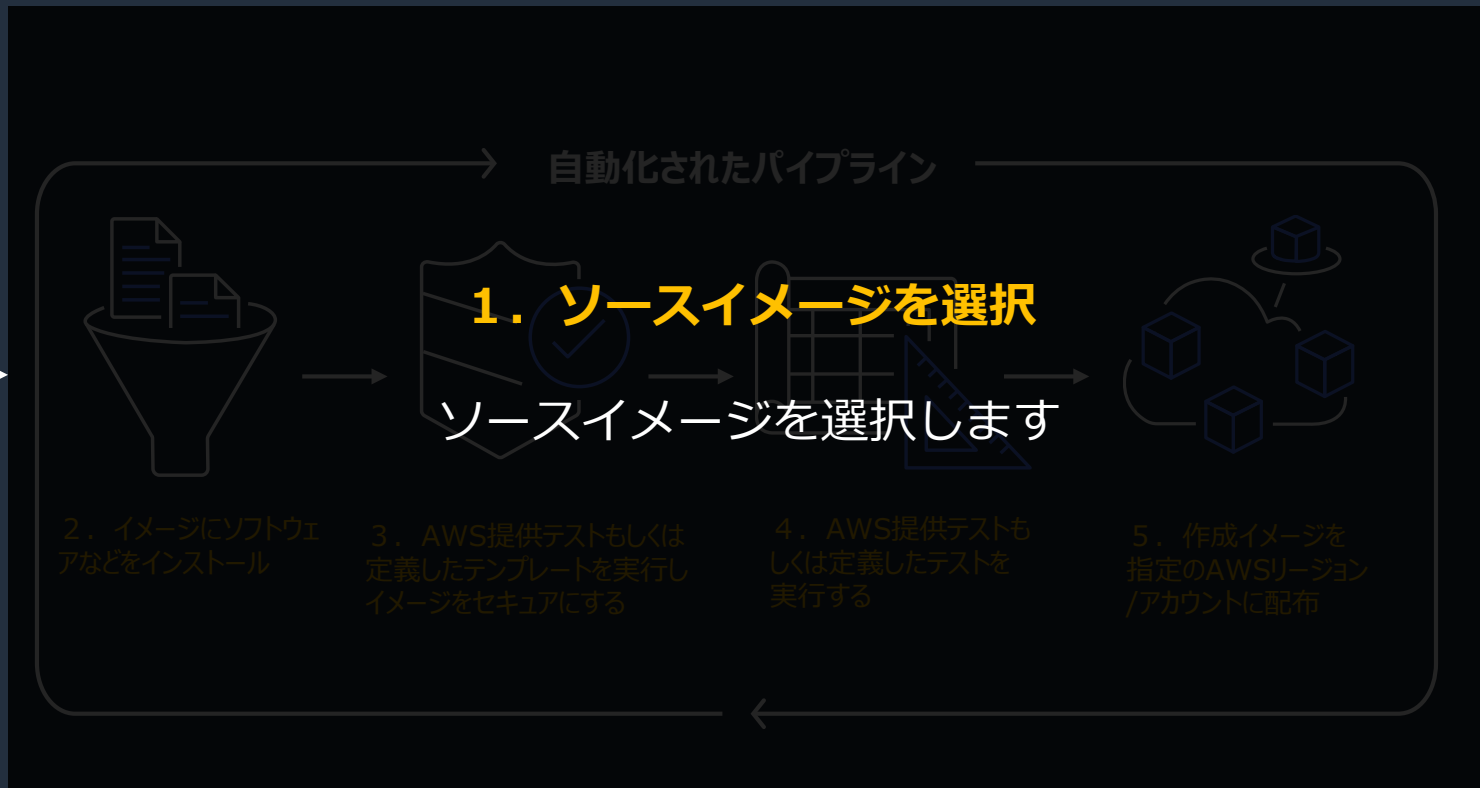 自動化されたパイプライン
1．ソースイメージを選択
ソースイメージを選択します
2．イメージにソフトウェ
アなどをインストール
3．AWS提供テストもしくは
定義したテンプレートを実行し
イメージをセキュアにする
4．AWS提供テストも
しくは定義したテストを
実行する
5．作成イメージを
指定のAWSリージョン
/アカウントに配布